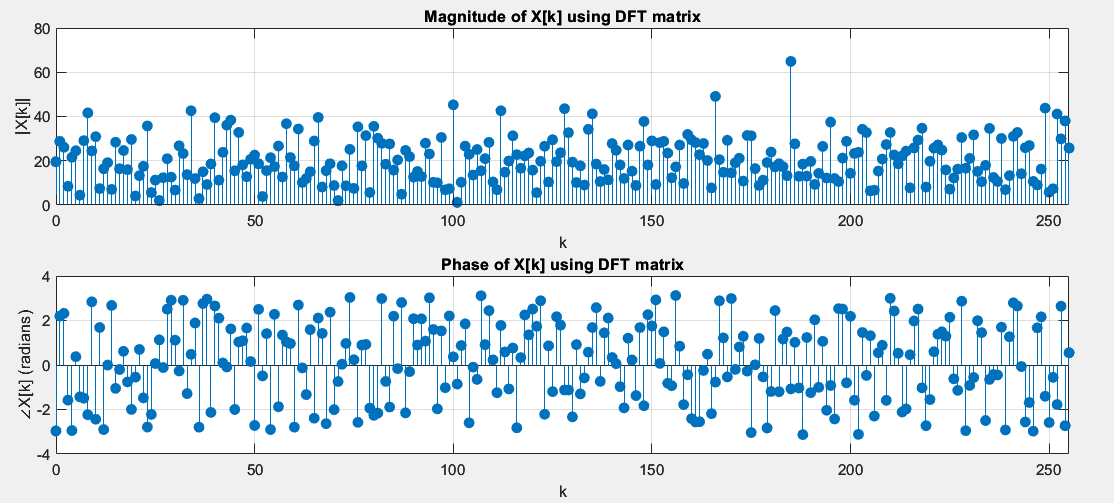 Magnitude of X[k] using DFT matrix
80
60
40
20
0
|X[k]|
0 50 100 150 200 250
k
Phase of X[k] using DFT matrix
4
2
0
-2
-4
∠X[k] (radians)
0 50 100 150 200 250
k